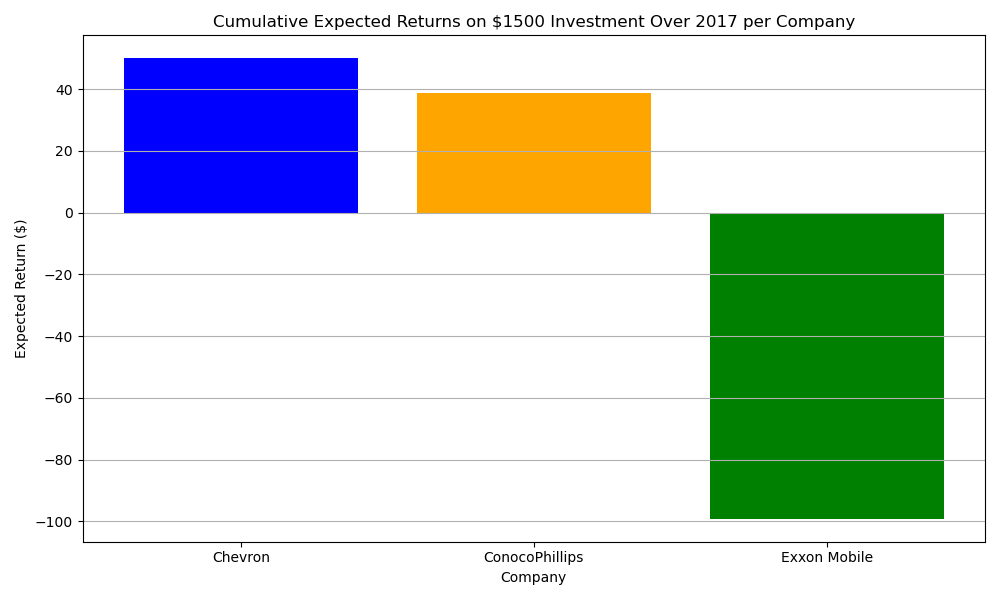 Cumulative Expected Returns on $1500 Investment Over 2017 per Company
Expected Return ($)
40
20
0
−20
−40
−60
−80
−100
Chevron
ConocoPhillips
Exxon Mobile
Company